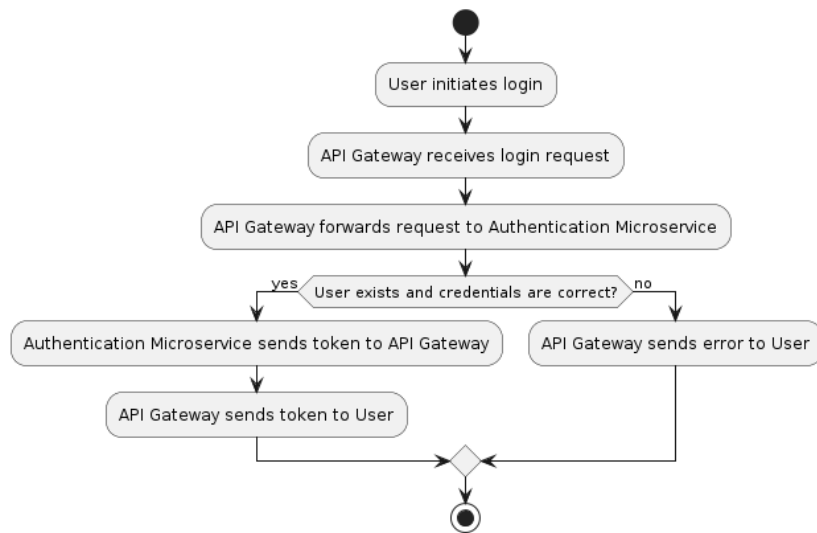 User initiates login
API Gateway receives login request
API Gateway forwards request to Authentication Microservice
yes
User exists and credentials are correct?
no
Authentication Microservice sends token to API Gateway
API Gateway sends error to User
API Gateway sends token to User